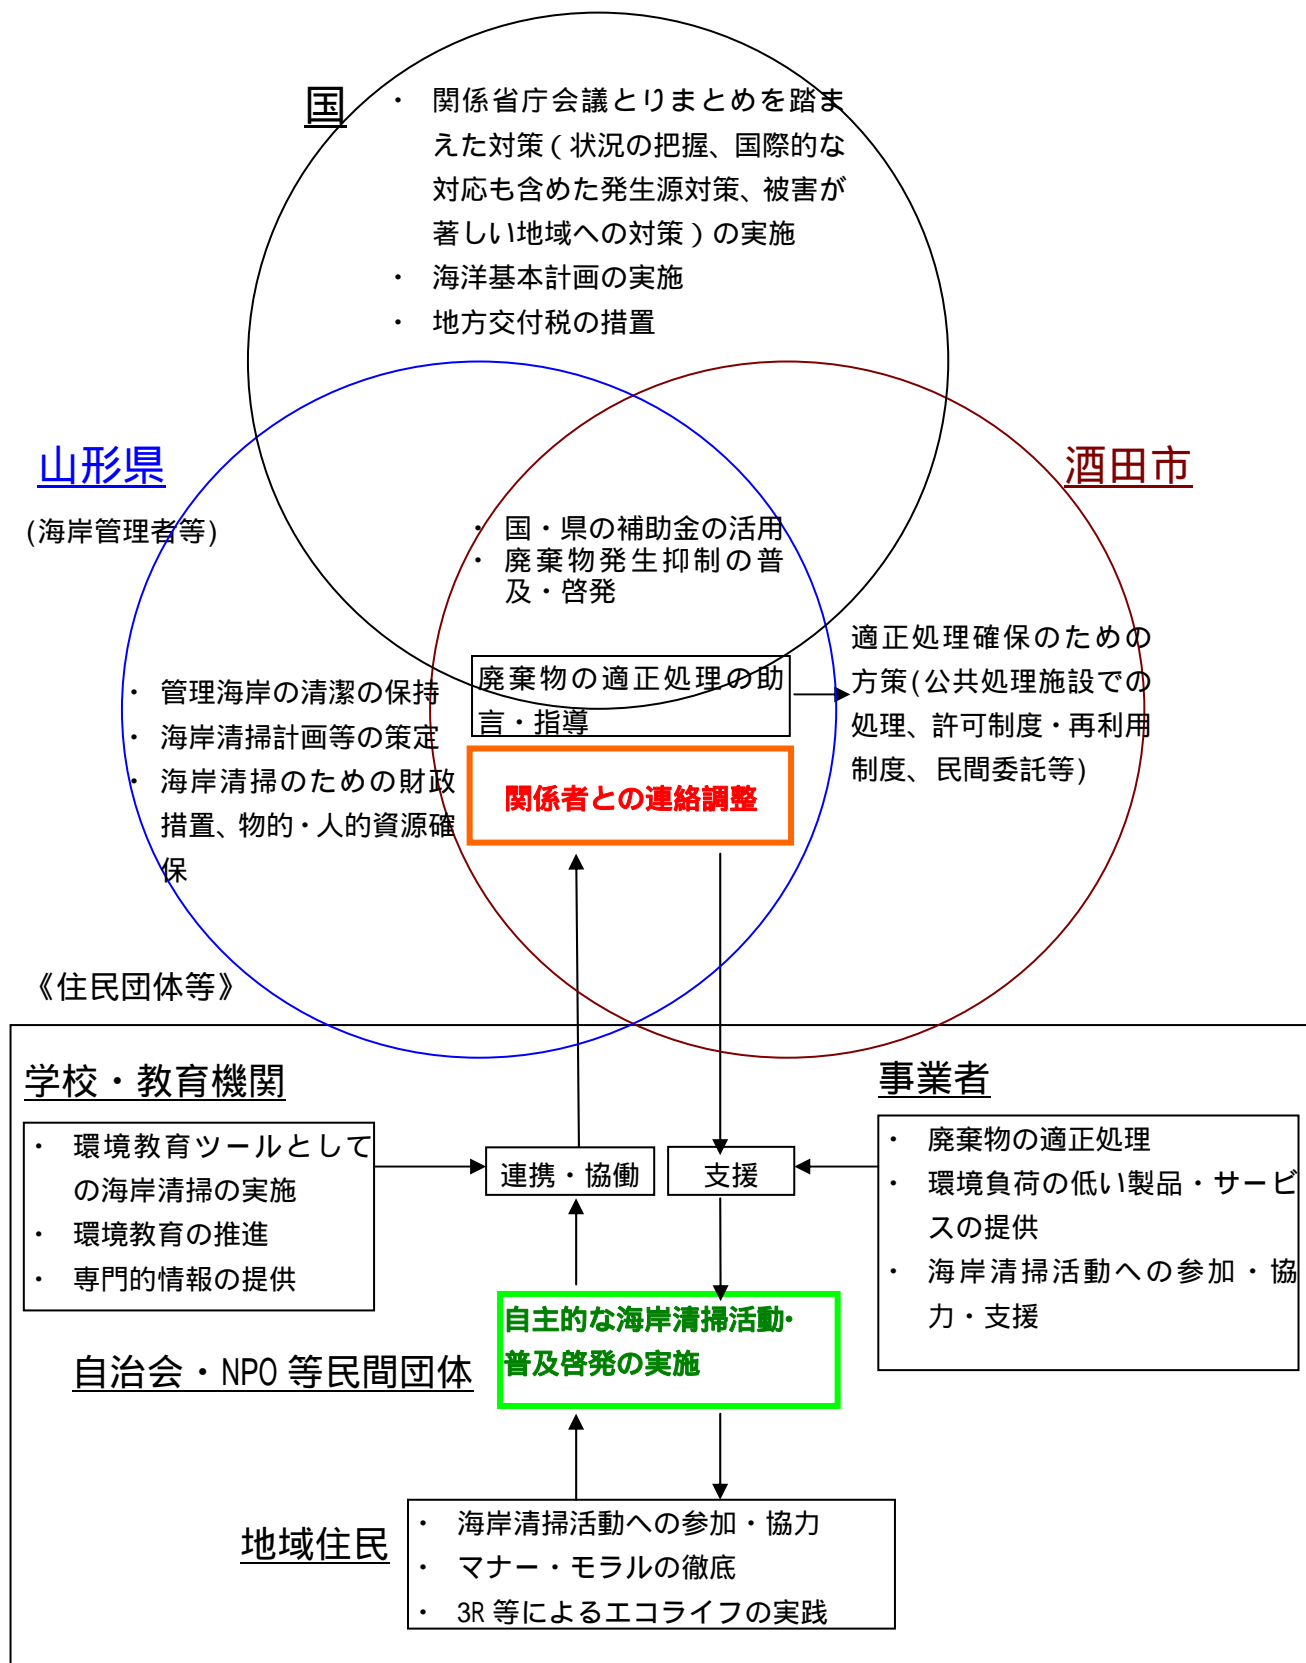 国
・ 関係省庁会議とりまとめを踏ま
えた対策(状況の把握、国際的な
対応も含めた発生源対策、被害が
著しい地域への対策)の実施
・ 海洋基本計画の実施
・ 地方交付税の措置
山形県
(海岸管理者等)
酒田市
・ 国・県の補助金の活用
・ 廃棄物発生抑制の普
及・啓発
廃棄物の適正処理の助
言・指導
関係者との連絡調整
・ 管理海岸の清潔の保持
・ 海岸清掃計画等の策定
・ 海岸清掃のための財政
措置、物的・人的資源確
保
適正処理確保のための
方策(公共処理施設での
処理、許可制度・再利用
制度、民間委託等)
《住民団体等》
学校・教育機関
・ 環境教育ツールとして
の海岸清掃の実施
・ 環境教育の推進
・ 専門的情報の提供
連携・協働
支援
事業者
・ 廃棄物の適正処理
・ 環境負荷の低い製品・サービ
スの提供
・ 海岸清掃活動への参加・協
力・支援
自治会・NPO 等民間団体
自主的な海岸清掃活動・
普及啓発の実施
地域住民
・ 海岸清掃活動への参加・協力
・ マナー・モラルの徹底
・ 3R 等によるエコライフの実践